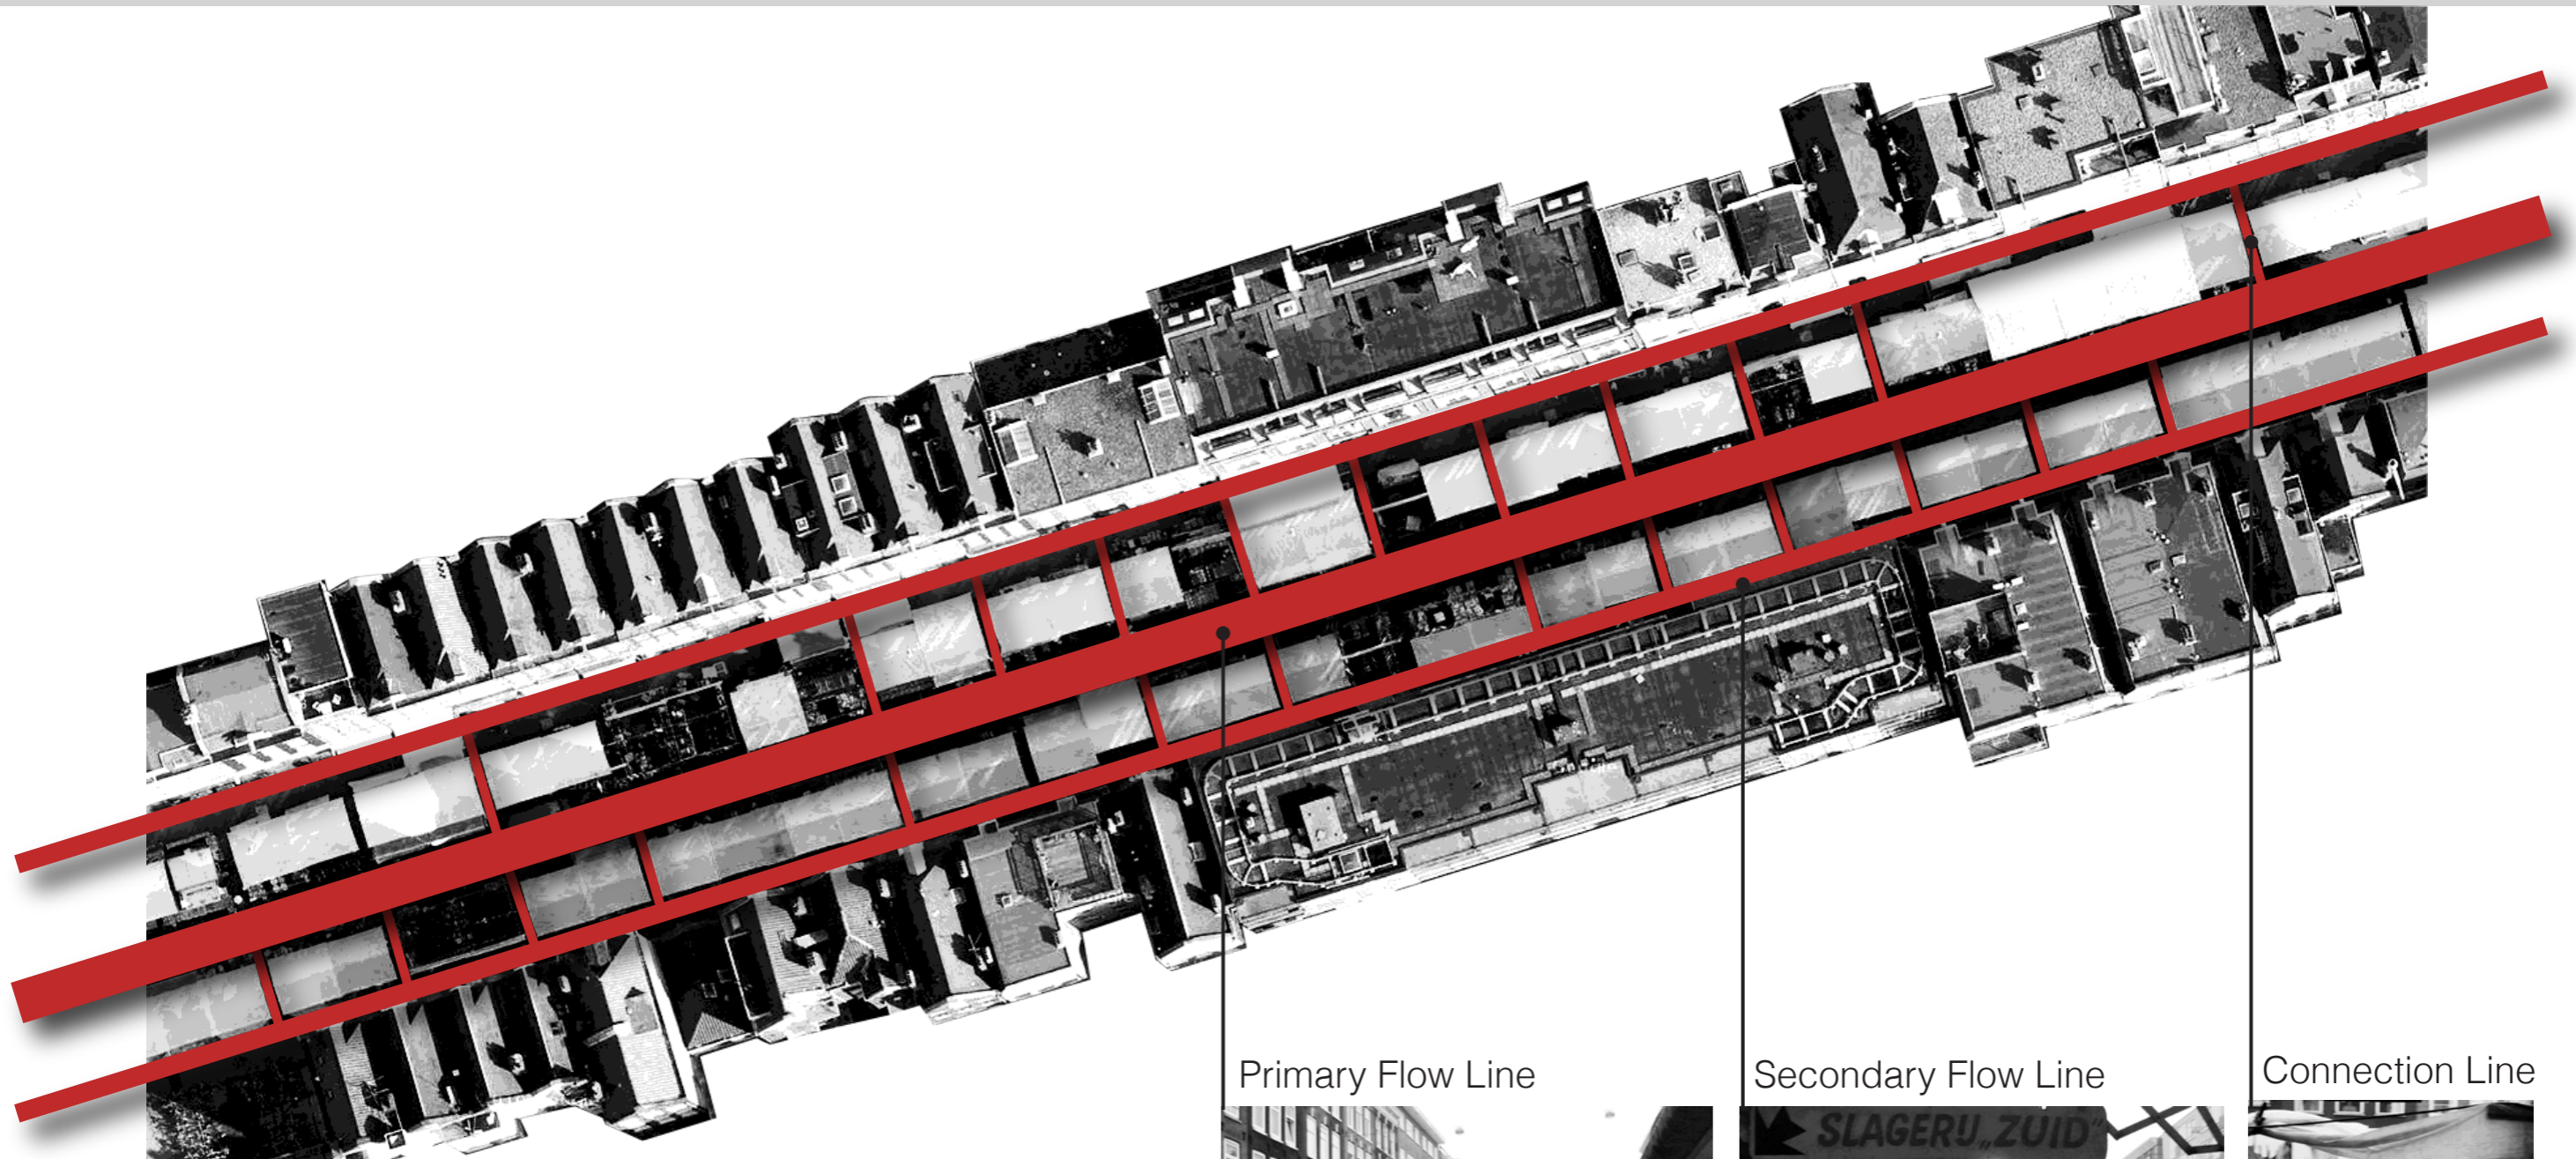 Primary Flow Line
Secondary Flow Line
Connection Line
SLAGERIJ „ZUID"